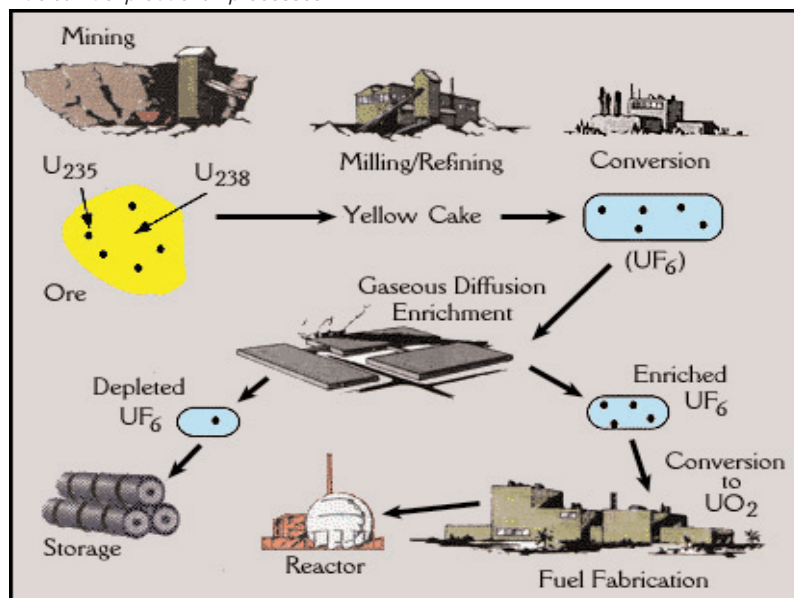 Mining
Milling/Refining
Conversion
U235
U238
Yellow Cake
(UF6)
Ore
Gaseous Diffusion
Enrichment
Depleted
UF6
Enriched
UF6
Conversion
to
UO2
Storage
Reactor
Fuel Fabrication